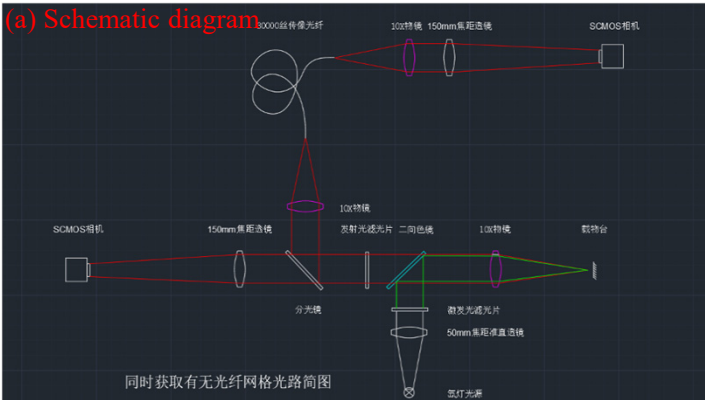 (a) Schematic diagram
30000丝传像光纤
10X物镜
150mm焦距透镜
SCMOS相机
10X物镜
SCMOS相机
150mm焦距透镜
发射光滤光片
二向色镜
10X物镜
载物台
分光镜
激发光滤光片
50mm焦距准直透镜
氙灯光源
同时获取有无光纤网格光路简图